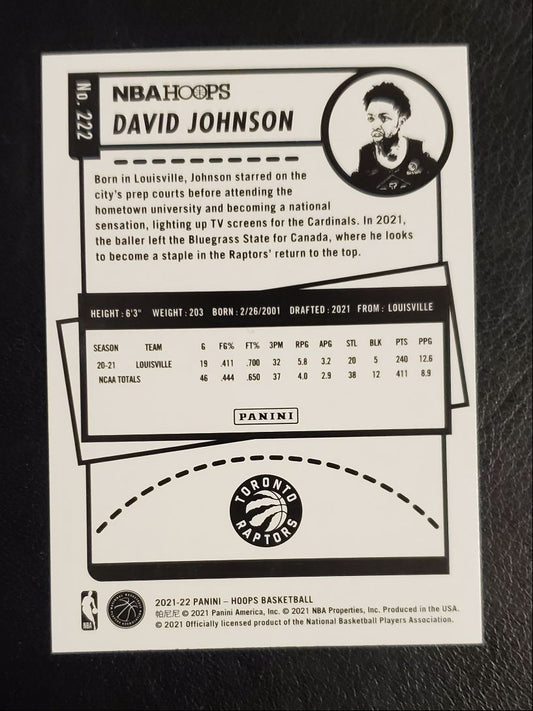 No. 222
NBA HOOPS
DAVID JOHNSON
Born in Louisville, Johnson starred on the
city's prep courts before attending the
hometown university and becoming a national
sensation, lighting up TV screens for the Cardinals. In 2021,
the baller left the Bluegrass State for Canada, where he looks
to become a staple in the Raptors' return to the top.
HEIGHT: 6'3" WEIGHT: 203 BORN: 2/26/2001 DRAFTED: 2021 FROM: LOUISVILLE
SEASON TEAM G FG% FT% 3PM RPG APG STL BLK PTS PPG
20-21 LOUISVILLE 19 .411 .700 32 5.8 3.2 20 5 240 12.6
NCAA TOTALS 46 .444 .650 37 4.0 2.9 38 12 411 8.9
PANINI
TORONTO
RAPTORS
2021-22 PANINI – HOOPS BASKETBALL
帕尼尼 © 2021 Panini America, Inc. © 2021 NBA Properties, Inc. Produced in the USA.
© 2021 Officially licensed product of the National Basketball Players Association.
NBA